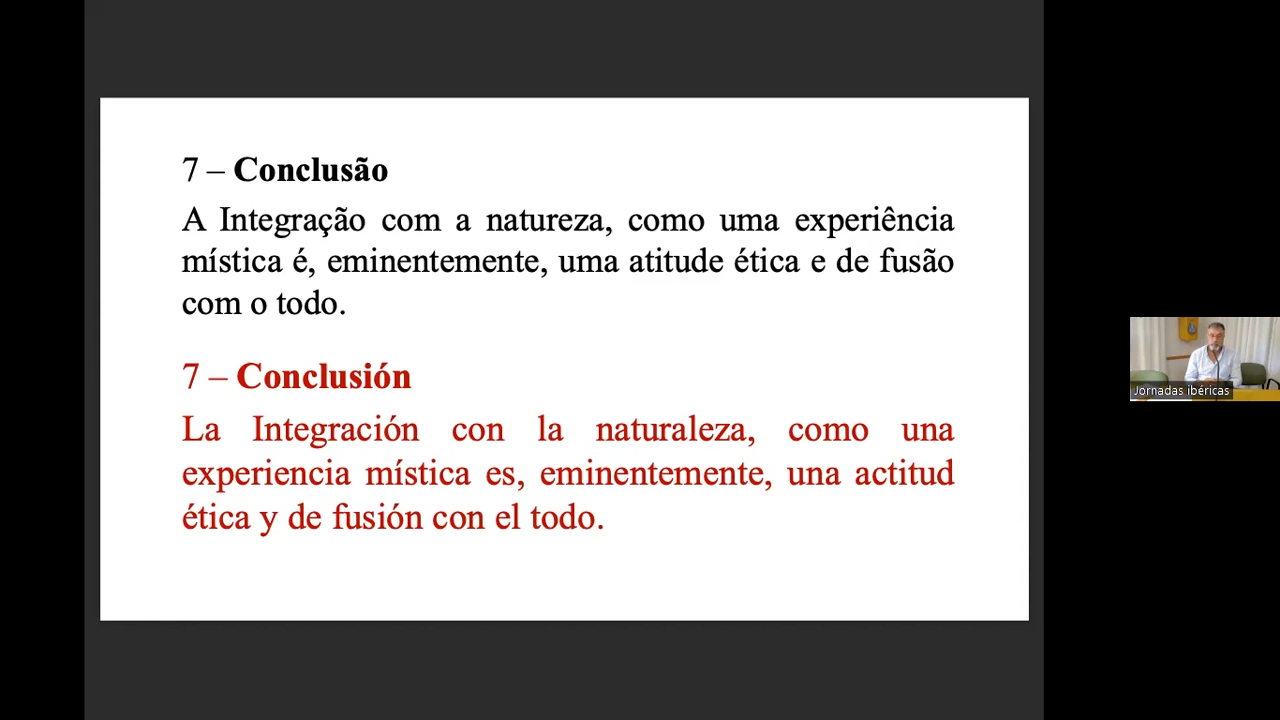 7 – Conclusão
A Integração com a natureza, como uma experiência
mística é, eminentemente, uma atitude ética e de fusão
com o todo.
7 – Conclusión
La Integración con la naturaleza, como una
experiencia mística es, eminentemente, una actitud
ética y de fusión con el todo.
Jornadas ibéricas